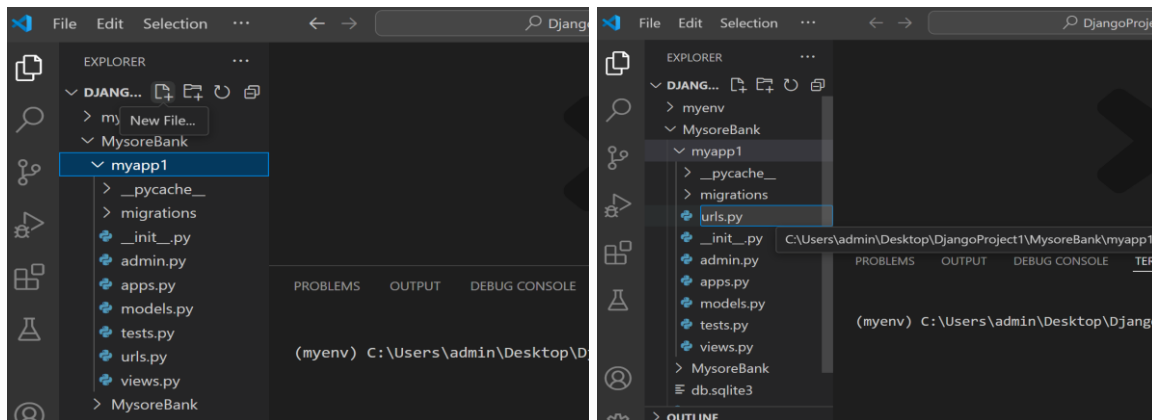 File Edit Selection ···
Djang
EXPLORER ···
DJANG...
my
New File...
MysoreBank
myapp1
__pycache__
migrations
__init__.py
admin.py
apps.py
models.py
tests.py
urls.py
views.py
MysoreBank
PROBLEMS OUTPUT DEBUG CONSOLE
(myenv) C:\Users\admin\Desktop\D
File Edit Selection ···
DjangoProje
EXPLORER ···
DJANG...
myenv
MysoreBank
myapp1
__pycache__
migrations
urls.py
__init__.py
C:\Users\admin\Desktop\DjangoProject1\MysoreBank\myapp1
admin.py
PROBLEMS OUTPUT DEBUG CONSOLE TER
apps.py
models.py
tests.py
(myenv) C:\Users\admin\Desktop\Djang
views.py
MysoreBank
db.sqlite3
OUTLINE